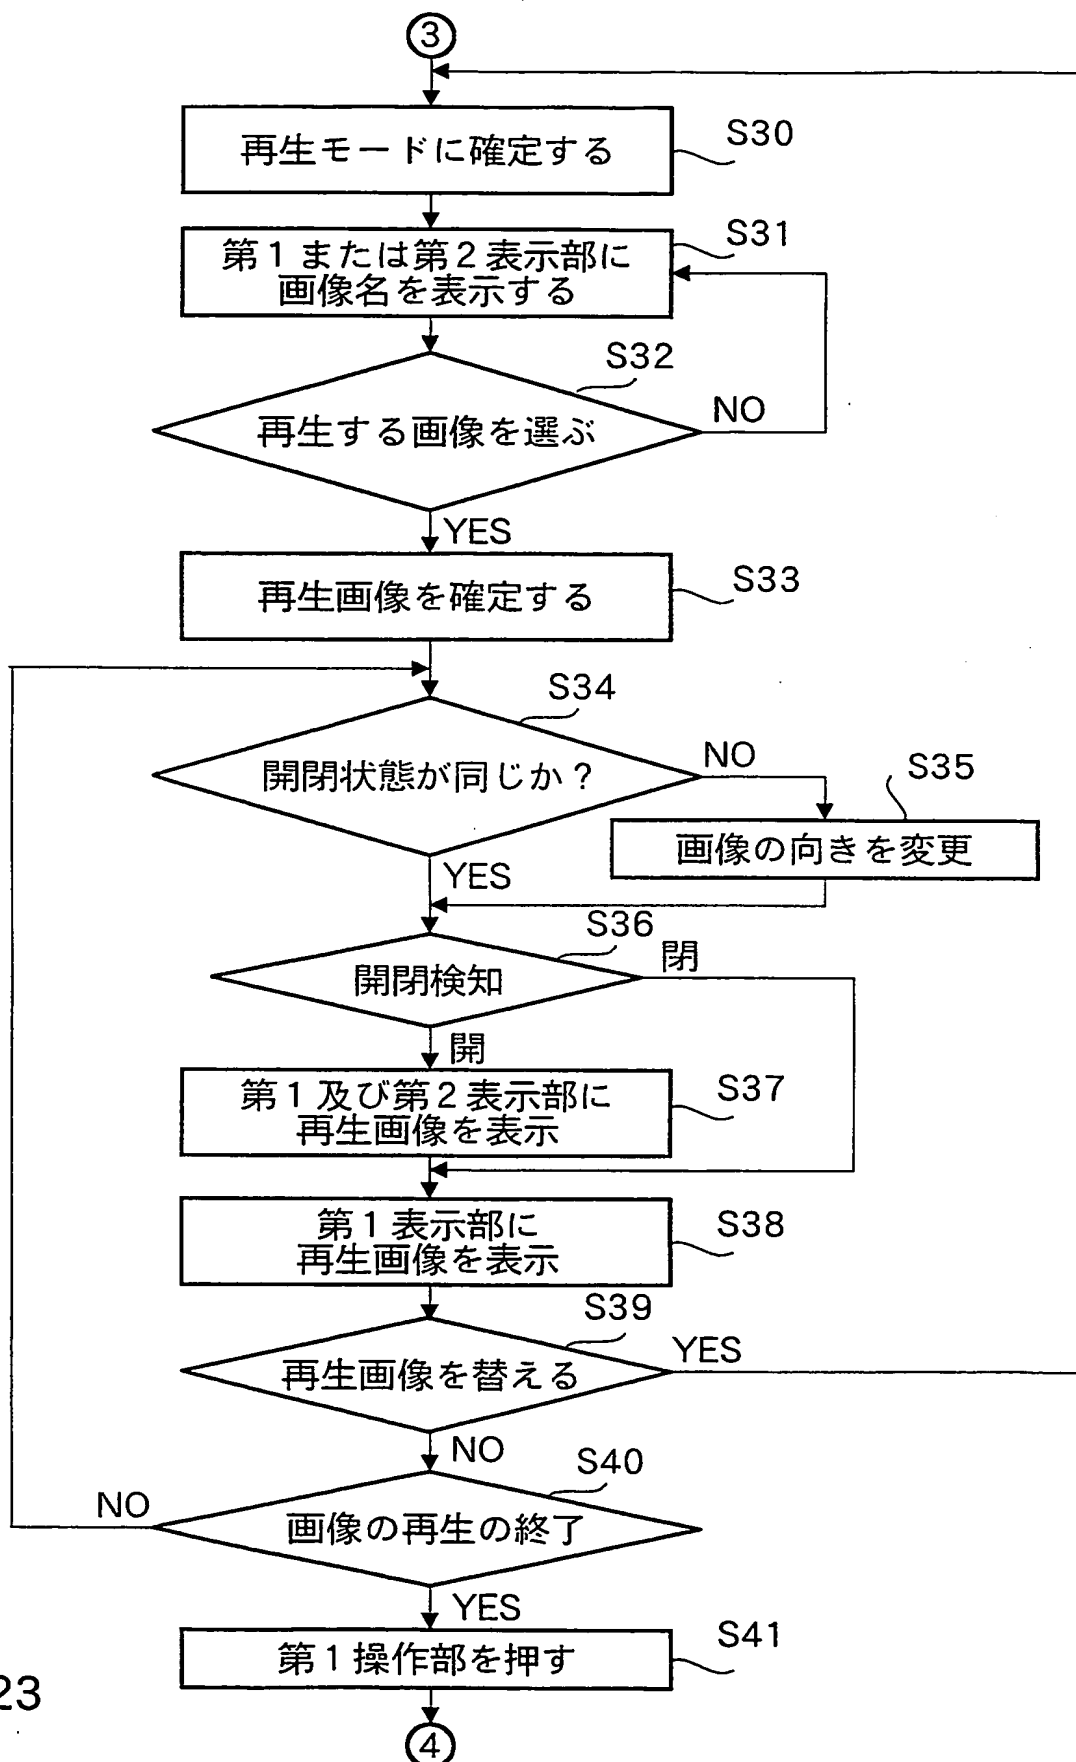 ③
再生モードに確定する
S30
第1または第2表示部に
画像名を表示する
S31
再生する画像を選ぶ
S32
NO
YES
再生画像を確定する
S33
開閉状態が同じか？
S34
NO
S35
画像の向きを変更
YES
開閉検知
S36
閉
開
第1及び第2表示部に
再生画像を表示
S37
第1表示部に
再生画像を表示
S38
再生画像を替える
S39
YES
NO
画像の再生の終了
S40
NO
YES
第1操作部を押す
S41
23
④